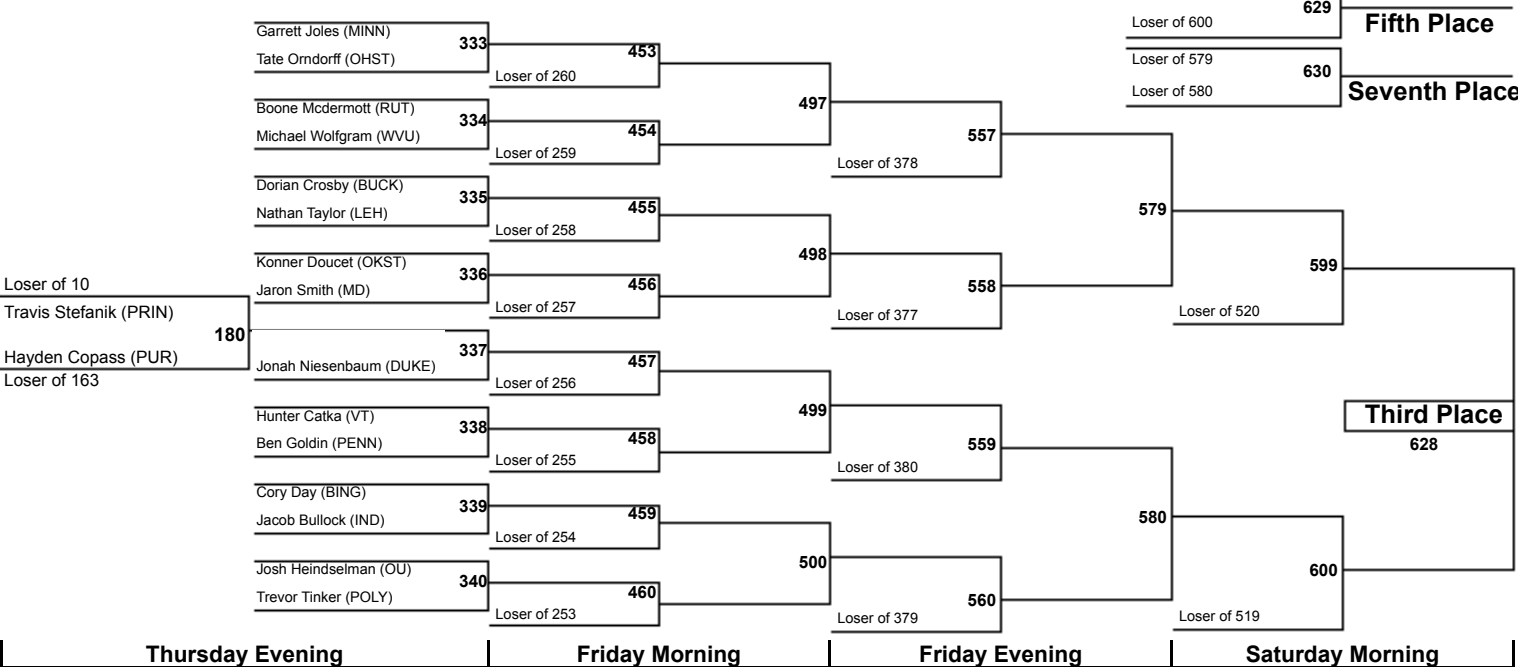 629
Loser of 600
Fifth Place
Loser of 579
630
Loser of 580
Seventh Place
Garrett Joles (MINN)
333
Tate Orndorff (OHST)
453
Loser of 260
497
Boone Mcdermott (RUT)
334
Michael Wolfgram (WVU)
454
Loser of 259
557
Loser of 378
Dorian Crosby (BUCK)
335
Nathan Taylor (LEH)
455
Loser of 258
579
498
Konner Doucet (OKST)
336
Jaron Smith (MD)
456
Loser of 257
558
Loser of 377
599
Loser of 520
Loser of 10
Travis Stefanik (PRIN)
180
Hayden Copass (PUR)
Loser of 163
337
Jonah Niesenbaum (DUKE)
457
Loser of 256
499
Third Place
628
Hunter Catka (VT)
338
Ben Goldin (PENN)
458
Loser of 255
559
Loser of 380
Cory Day (BING)
339
Jacob Bullock (IND)
459
Loser of 254
580
500
Josh Heindselman (OU)
340
Trevor Tinker (POLY)
460
Loser of 253
560
Loser of 379
600
Loser of 519
Thursday Evening
Friday Morning
Friday Evening
Saturday Morning